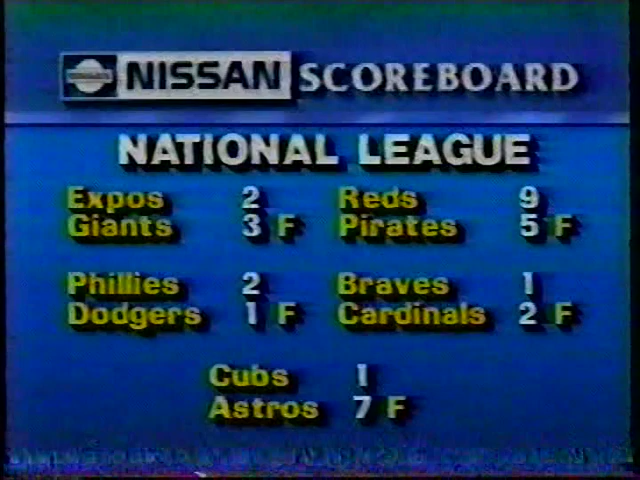 NISSAN SCOREBOARD
NATIONAL LEAGUE
Expos 2 Reds 9
Giants 3 F Pirates 5 F
Phillies 2 Braves 1
Dodgers 1 F Cardinals 2 F
Cubs 1
Astros 7 F